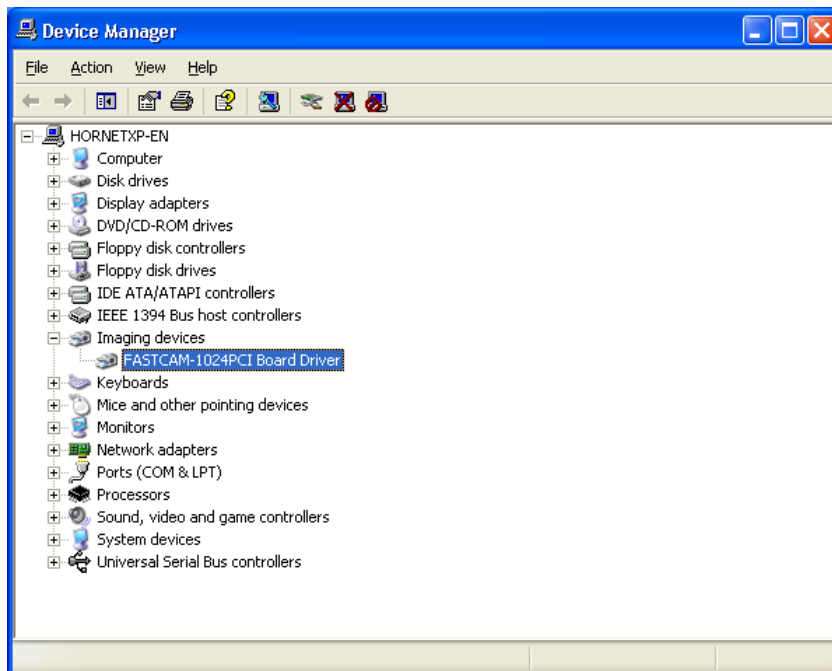 Device Manager
File Action View Help
HORNETXP-EN
Computer
Disk drives
Display adapters
DVD/CD-ROM drives
Floppy disk controllers
Floppy disk drives
IDE ATA/ATAPI controllers
IEEE 1394 Bus host controllers
Imaging devices
FASTCAM-1024PCI Board Driver
Keyboards
Mice and other pointing devices
Monitors
Network adapters
Ports (COM & LPT)
Processors
Sound, video and game controllers
System devices
Universal Serial Bus controllers